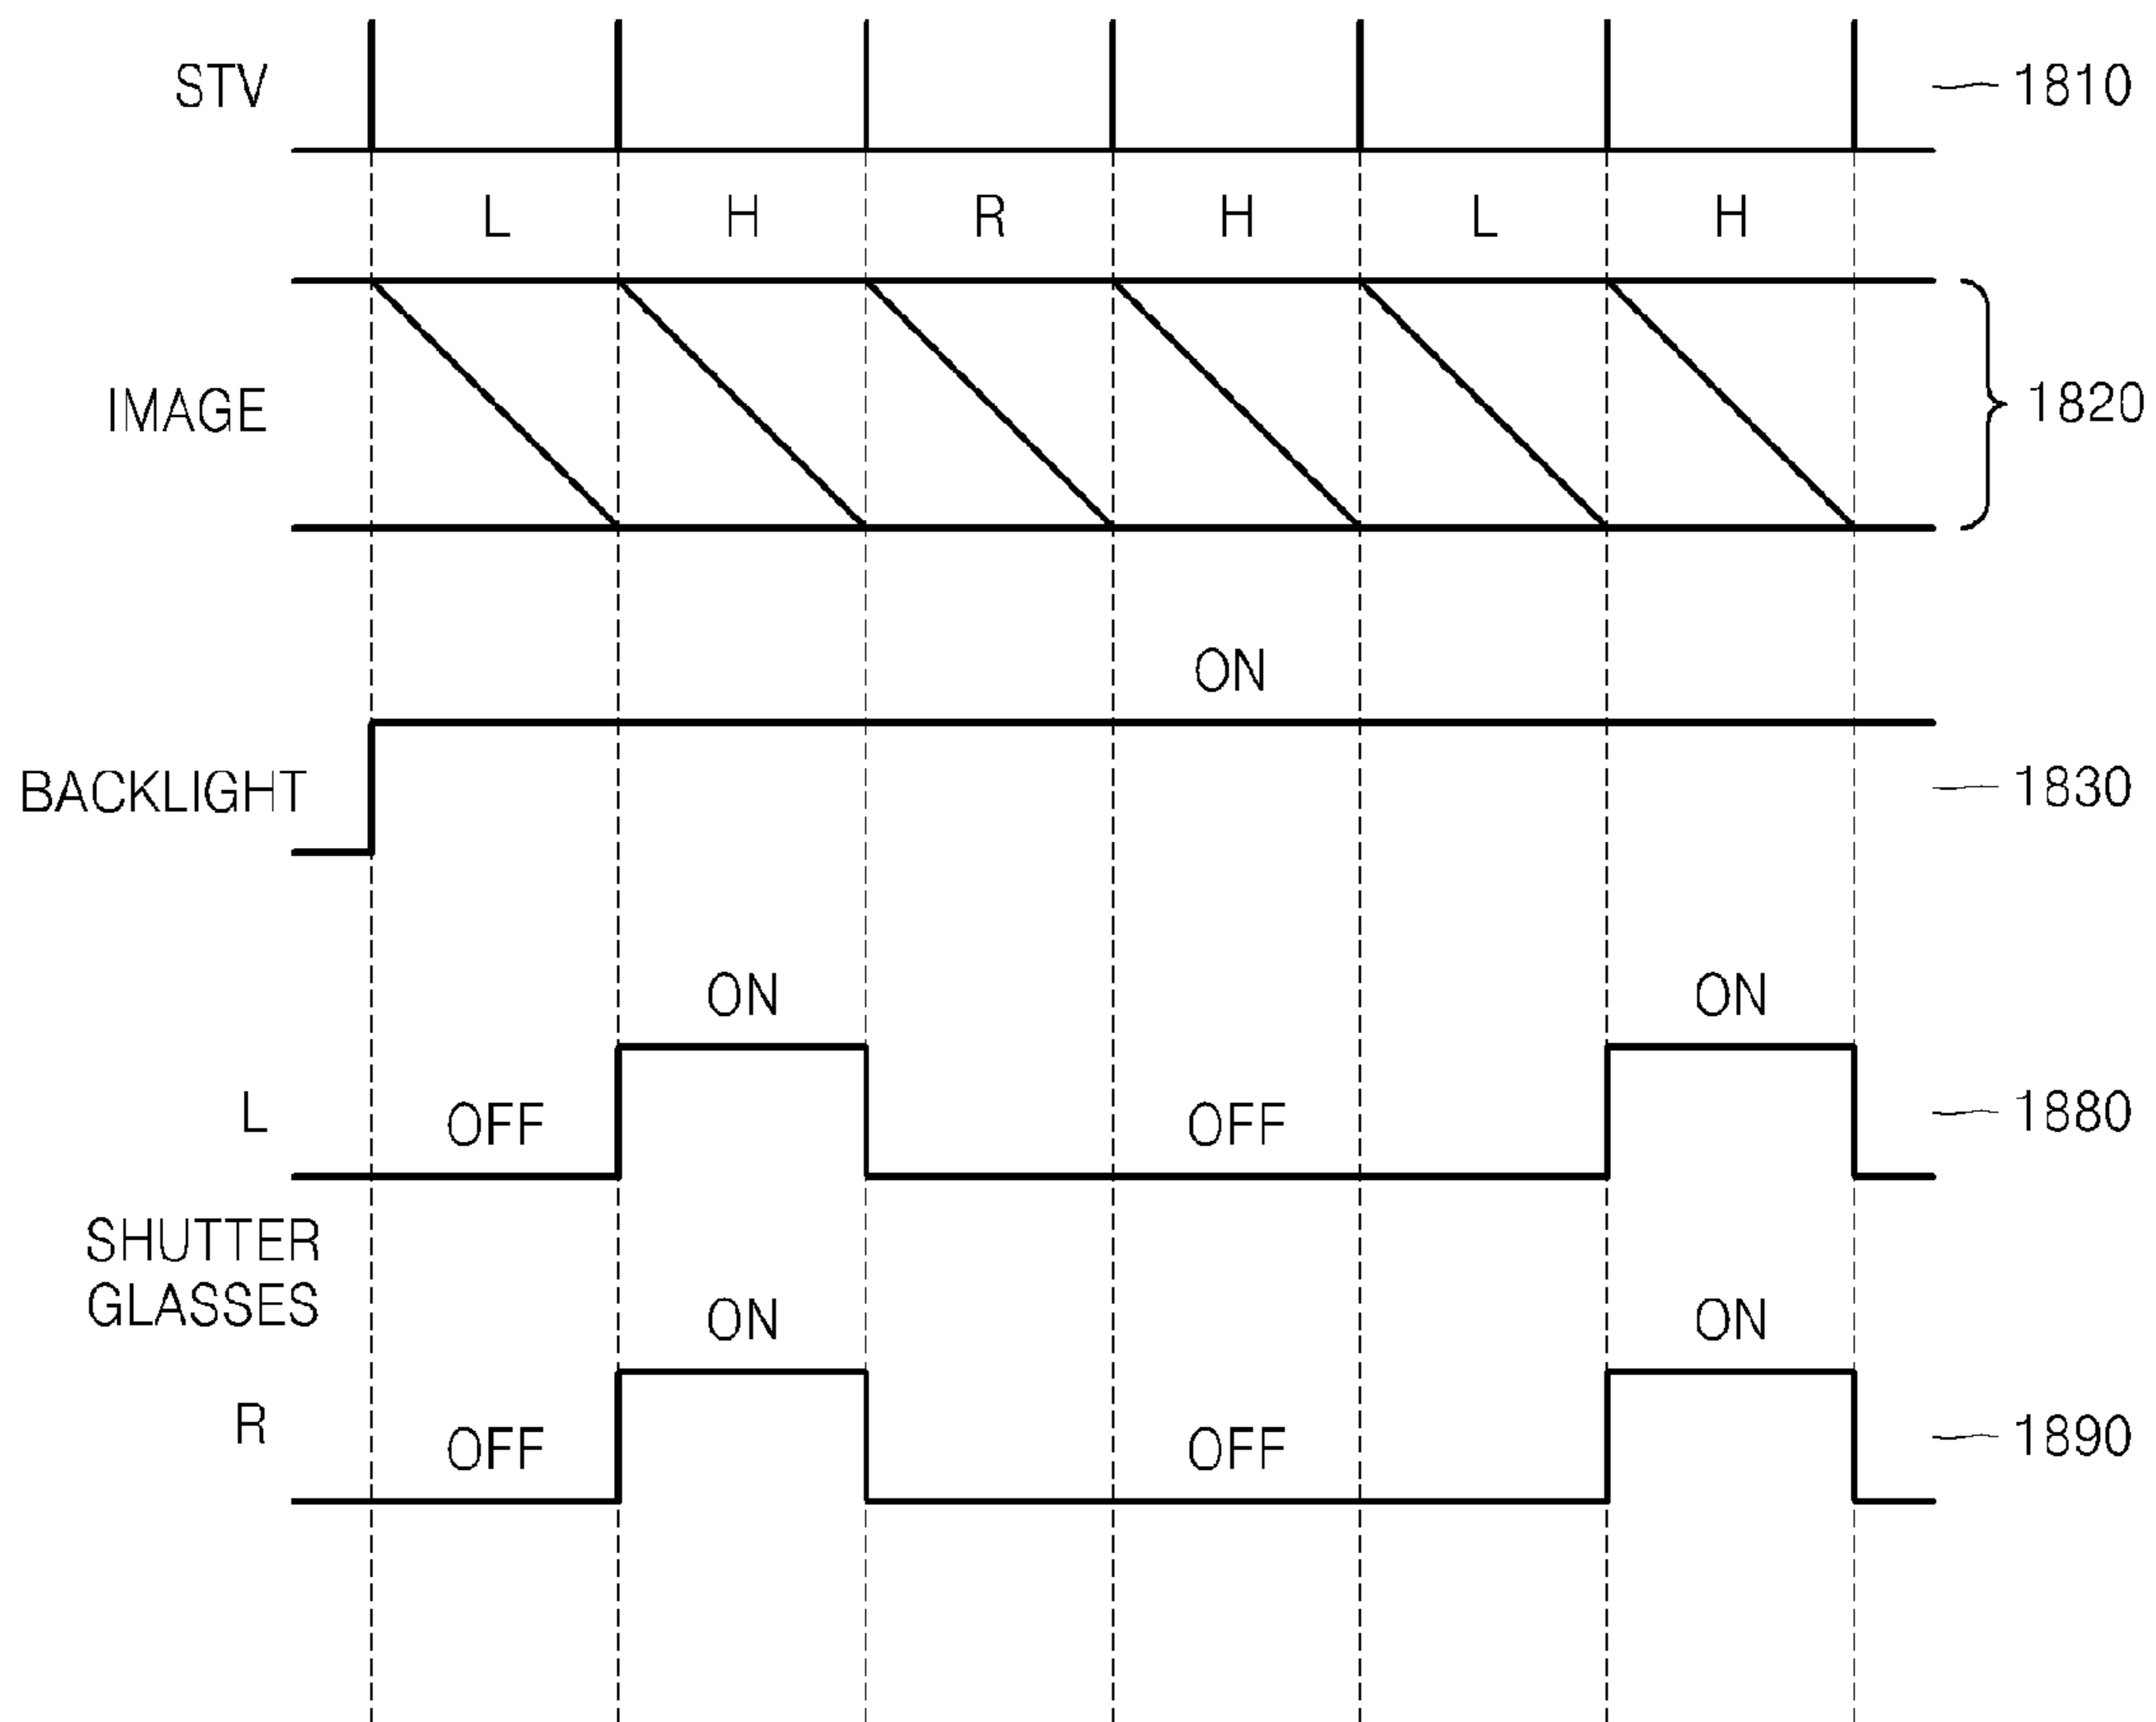 STV
1810
L H R H L H
IMAGE
1820
ON
BACKLIGHT
1830
ON ON
L OFF OFF
1880
SHUTTER
GLASSES
ON ON
R OFF OFF
1890